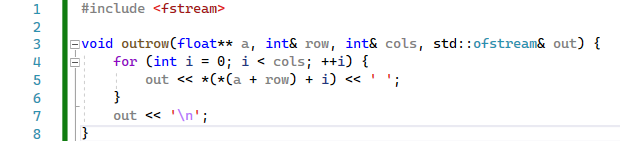 1 #include <fstream>
2
3 void outrow(float** a, int& row, int& cols, std::ofstream& out) {
4 for (int i = 0; i < cols; ++i) {
5 out << *(*(a + row) + i) << ' ';
6 }
7 out << '\n';
8 }